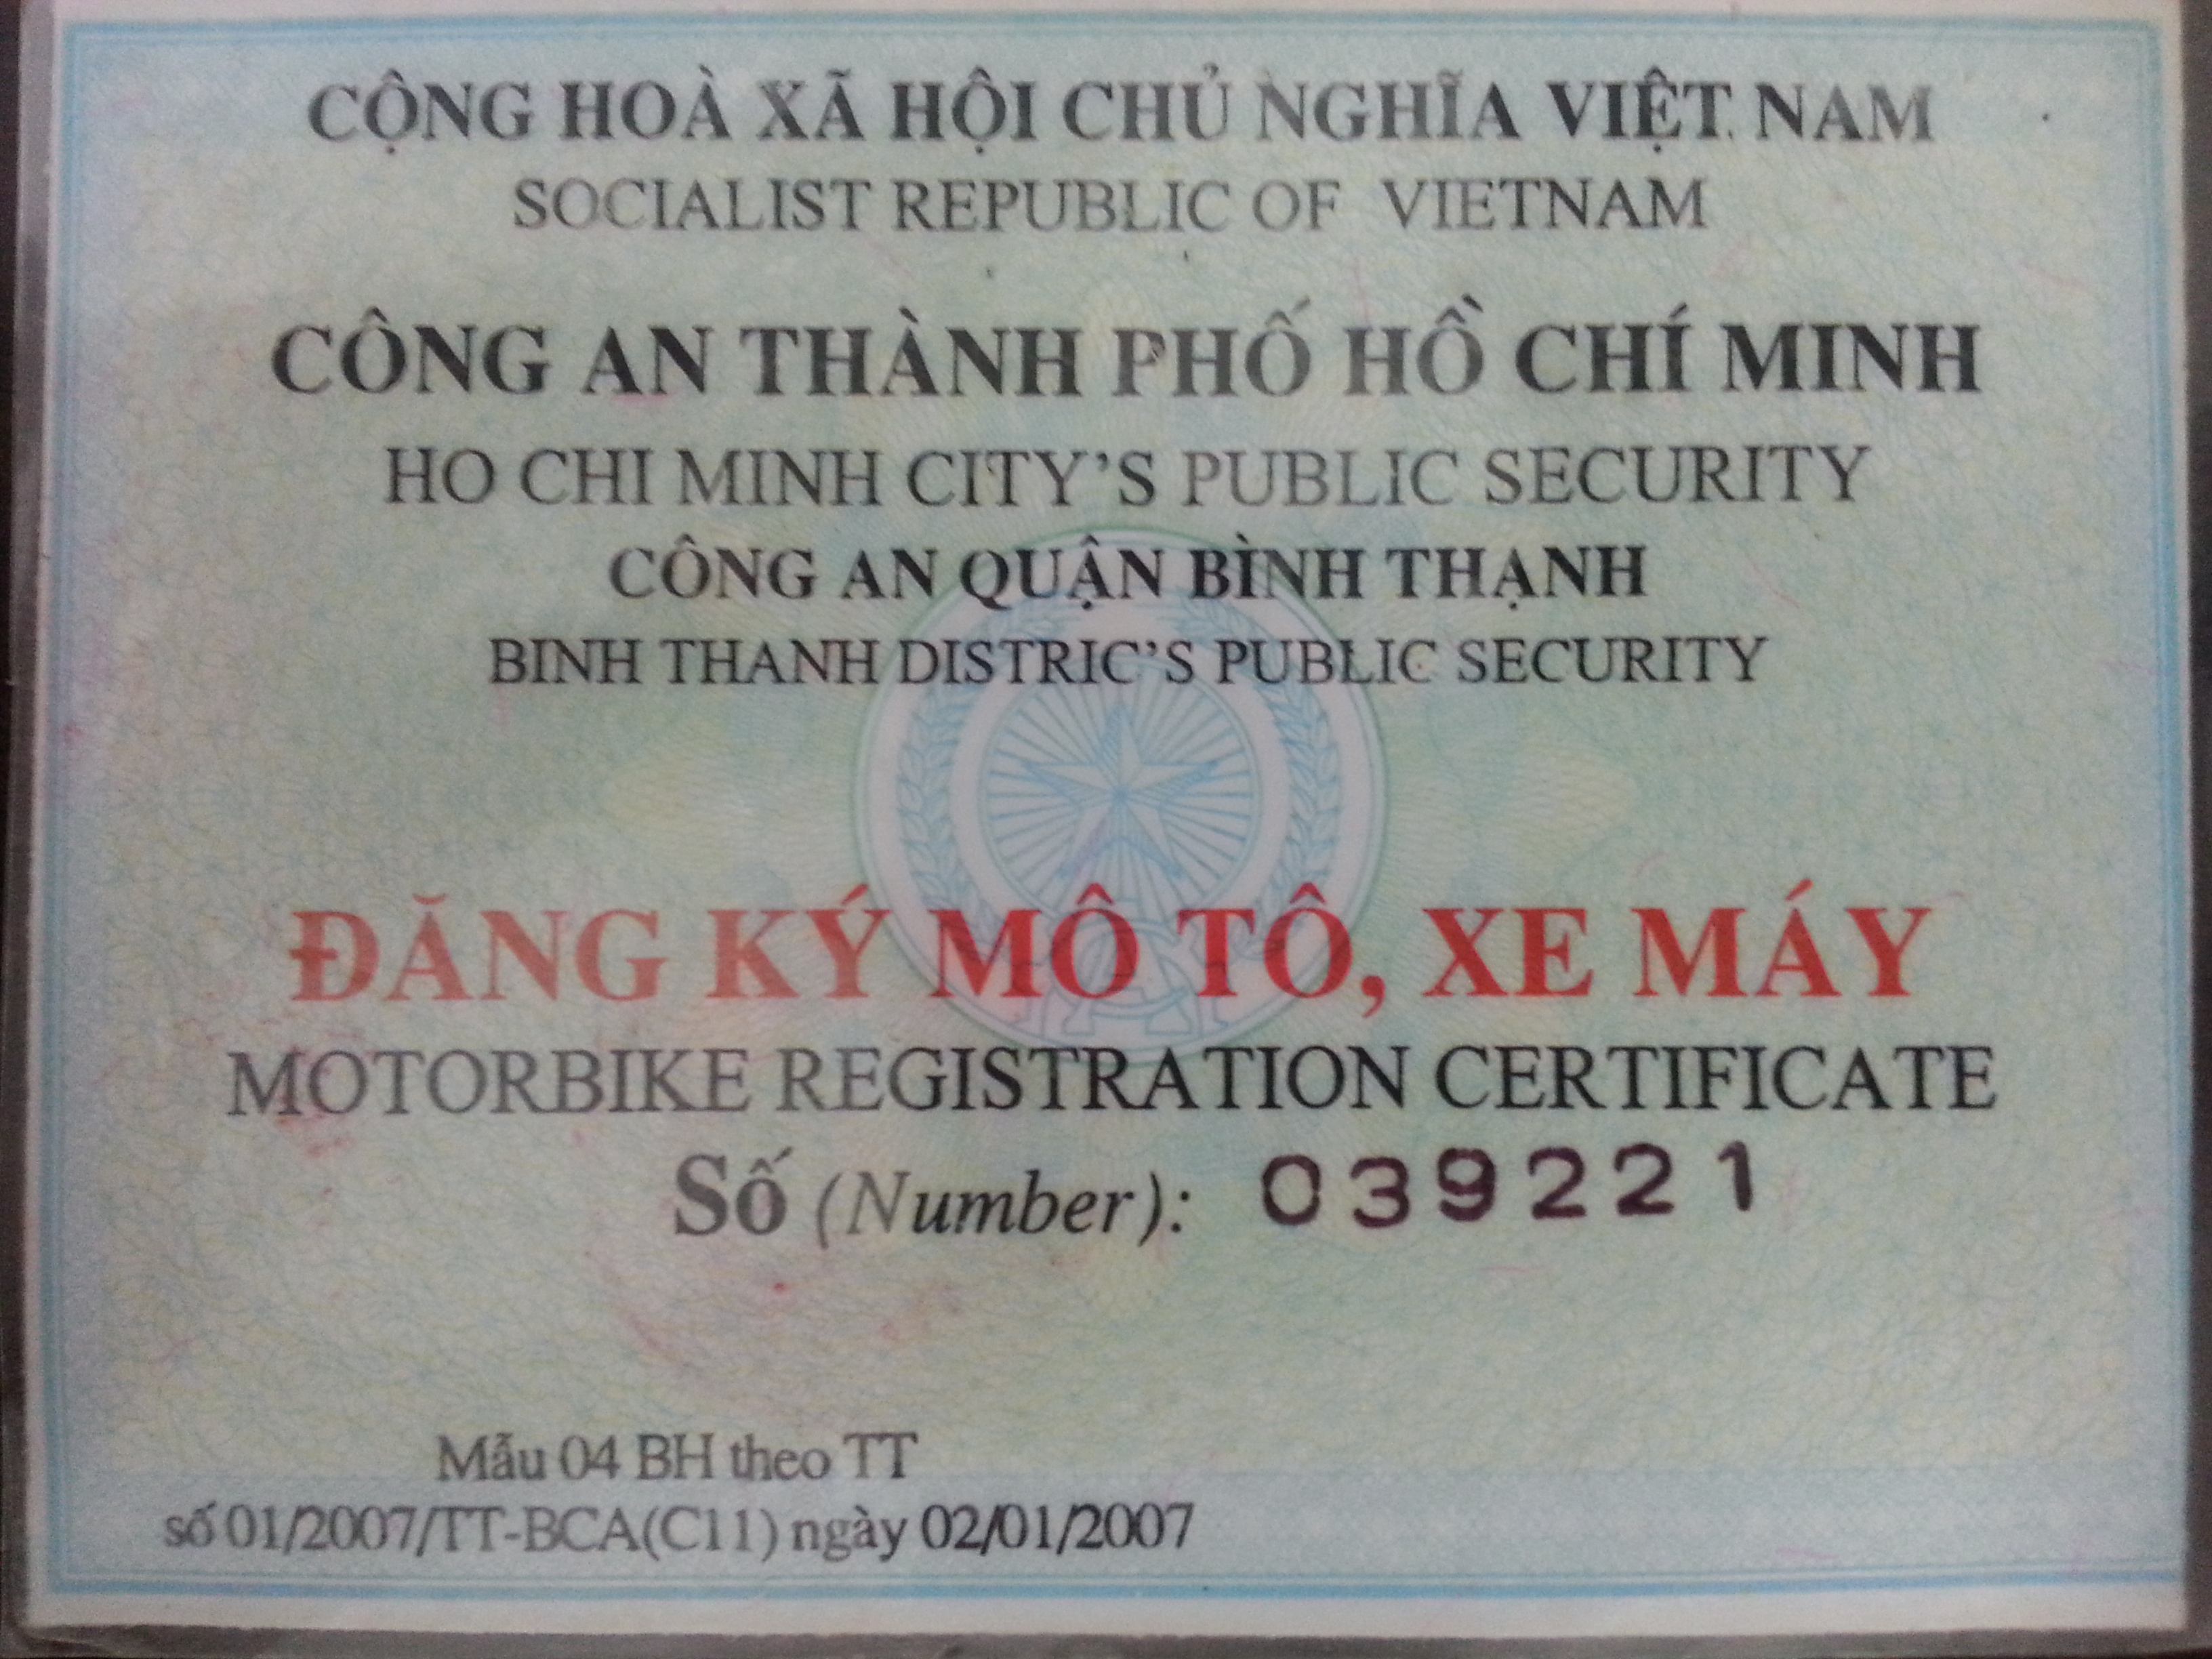 CỘNG HOÀ XÃ HỘI CHỦ NGHĨA VIỆT NAM
SOCIALIST REPUBLIC OF VIETNAM
CÔNG AN THÀNH PHỐ HỒ CHÍ MINH
HO CHI MINH CITY'S PUBLIC SECURITY
CÔNG AN QUẬN BÌNH THẠNH
BINH THANH DISTRIC'S PUBLIC SECURITY
ĐĂNG KÝ MÔ TÔ, XE MÁY
MOTORBIKE REGISTRATION CERTIFICATE
Số (Number): 039221
Mẫu 04 BH theo TT
số 01/2007/TT-BCA(C11) ngày 02/01/2007